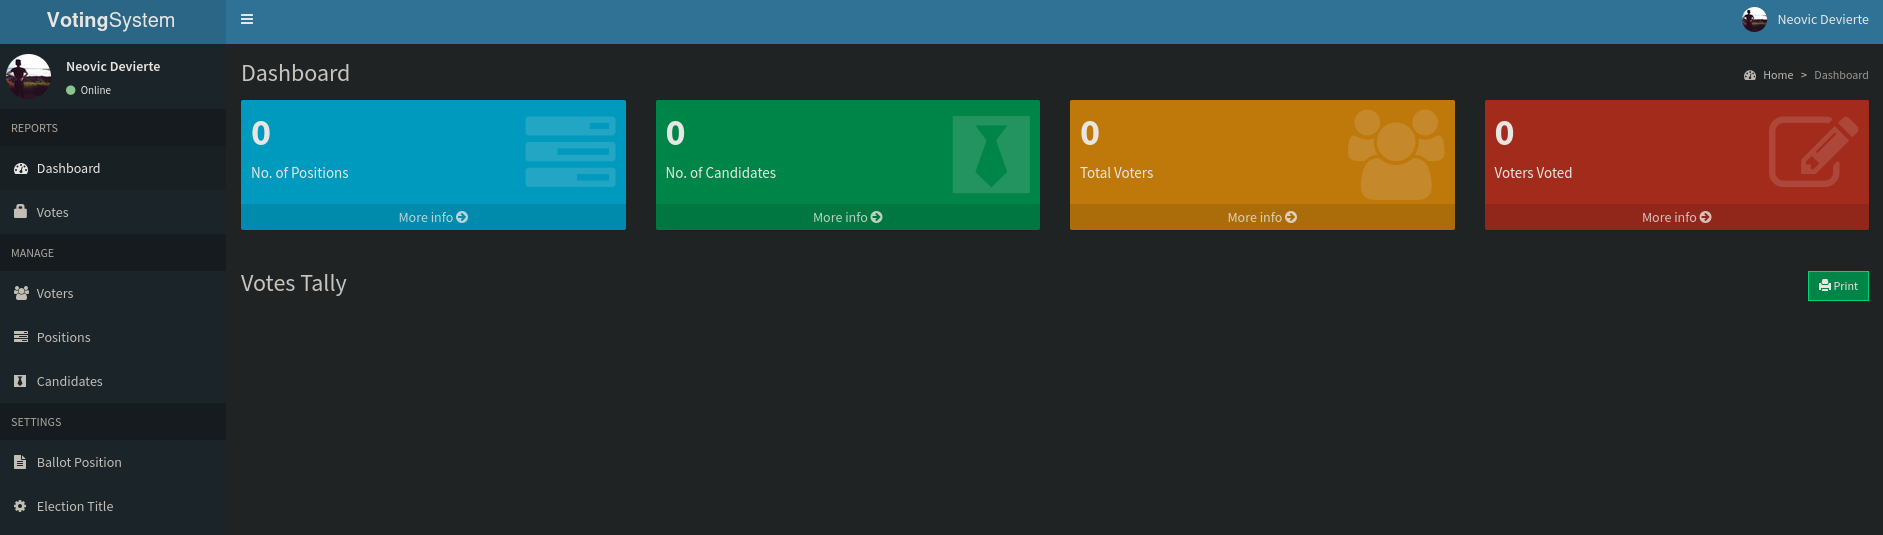 VotingSystem
Neovic Devierte
Neovic Devierte
Online
REPORTS
Dashboard
Votes
MANAGE
Voters
Positions
Candidates
SETTINGS
Ballot Position
Election Title
Dashboard
Home > Dashboard
0
No. of Positions
More info
0
No. of Candidates
More info
0
Total Voters
More info
0
Voters Voted
More info
Votes Tally
Print